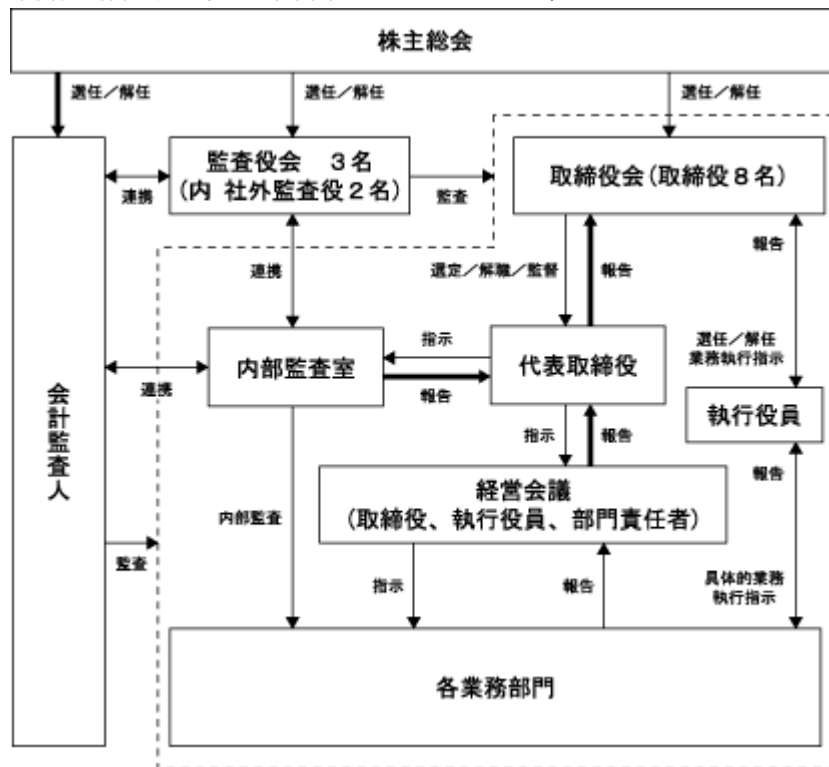 株主総会
選任／解任
選任／解任
選任／解任
監査役会　3名
(内 社外監査役2名)
取締役会(取締役8名)
連携
監査
報告
連携
選定／解職／監督
報告
内部監査室
指示
報告
代表取締役
選任／解任
業務執行指示
連携
執行役員
会計監査人
指示
報告
報告
経営会議
(取締役、執行役員、部門責任者)
内部監査
監査
指示
報告
具体的業務
執行指示
各業務部門